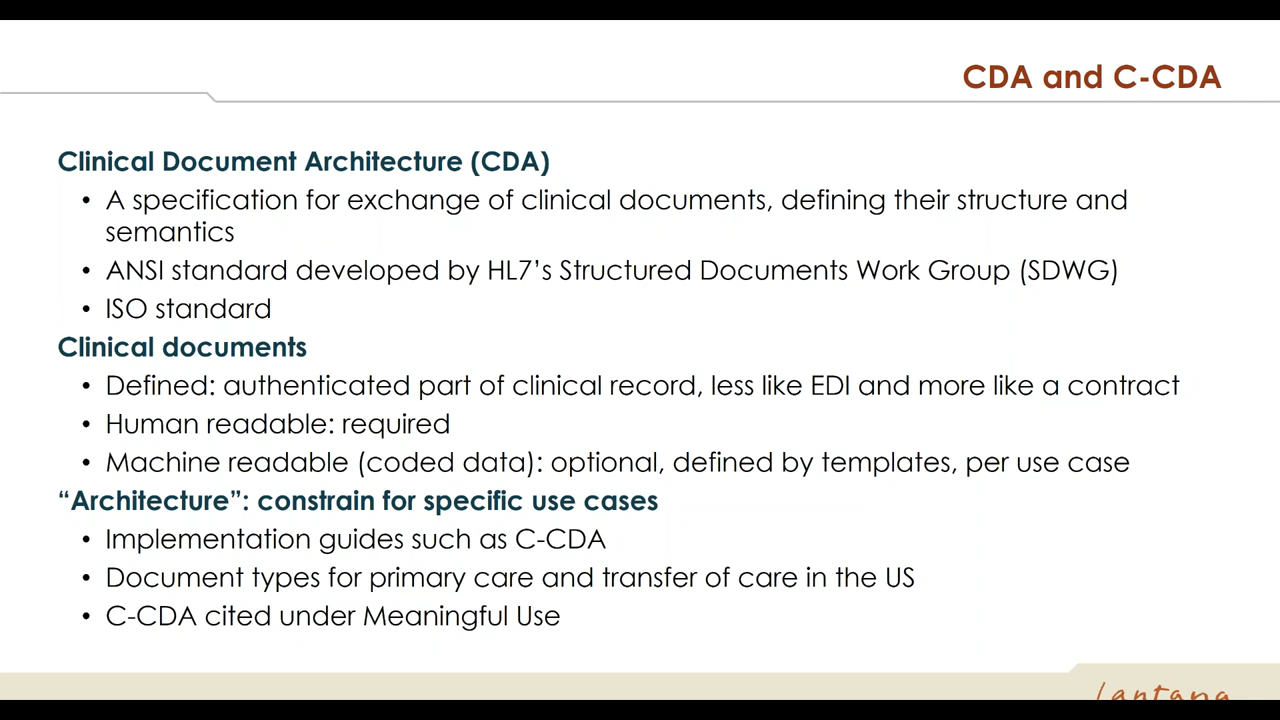 CDA and C-CDA
Clinical Document Architecture (CDA)
• A specification for exchange of clinical documents, defining their structure and
semantics
• ANSI standard developed by HL7's Structured Documents Work Group (SDWG)
• ISO standard
Clinical documents
• Defined: authenticated part of clinical record, less like EDI and more like a contract
• Human readable: required
• Machine readable (coded data): optional, defined by templates, per use case
“Architecture”: constrain for specific use cases
• Implementation guides such as C-CDA
• Document types for primary care and transfer of care in the US
• C-CDA cited under Meaningful Use
Lantana